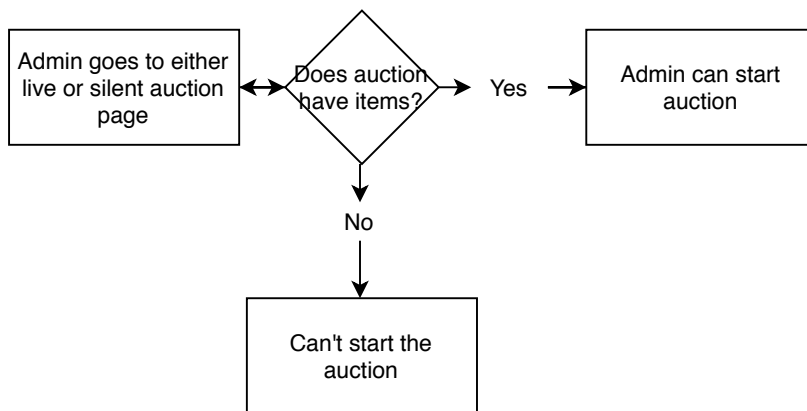 Admin goes to either
live or silent auction
page
Does auction
have items?
Yes
Admin can start
auction
No
Can't start the
auction